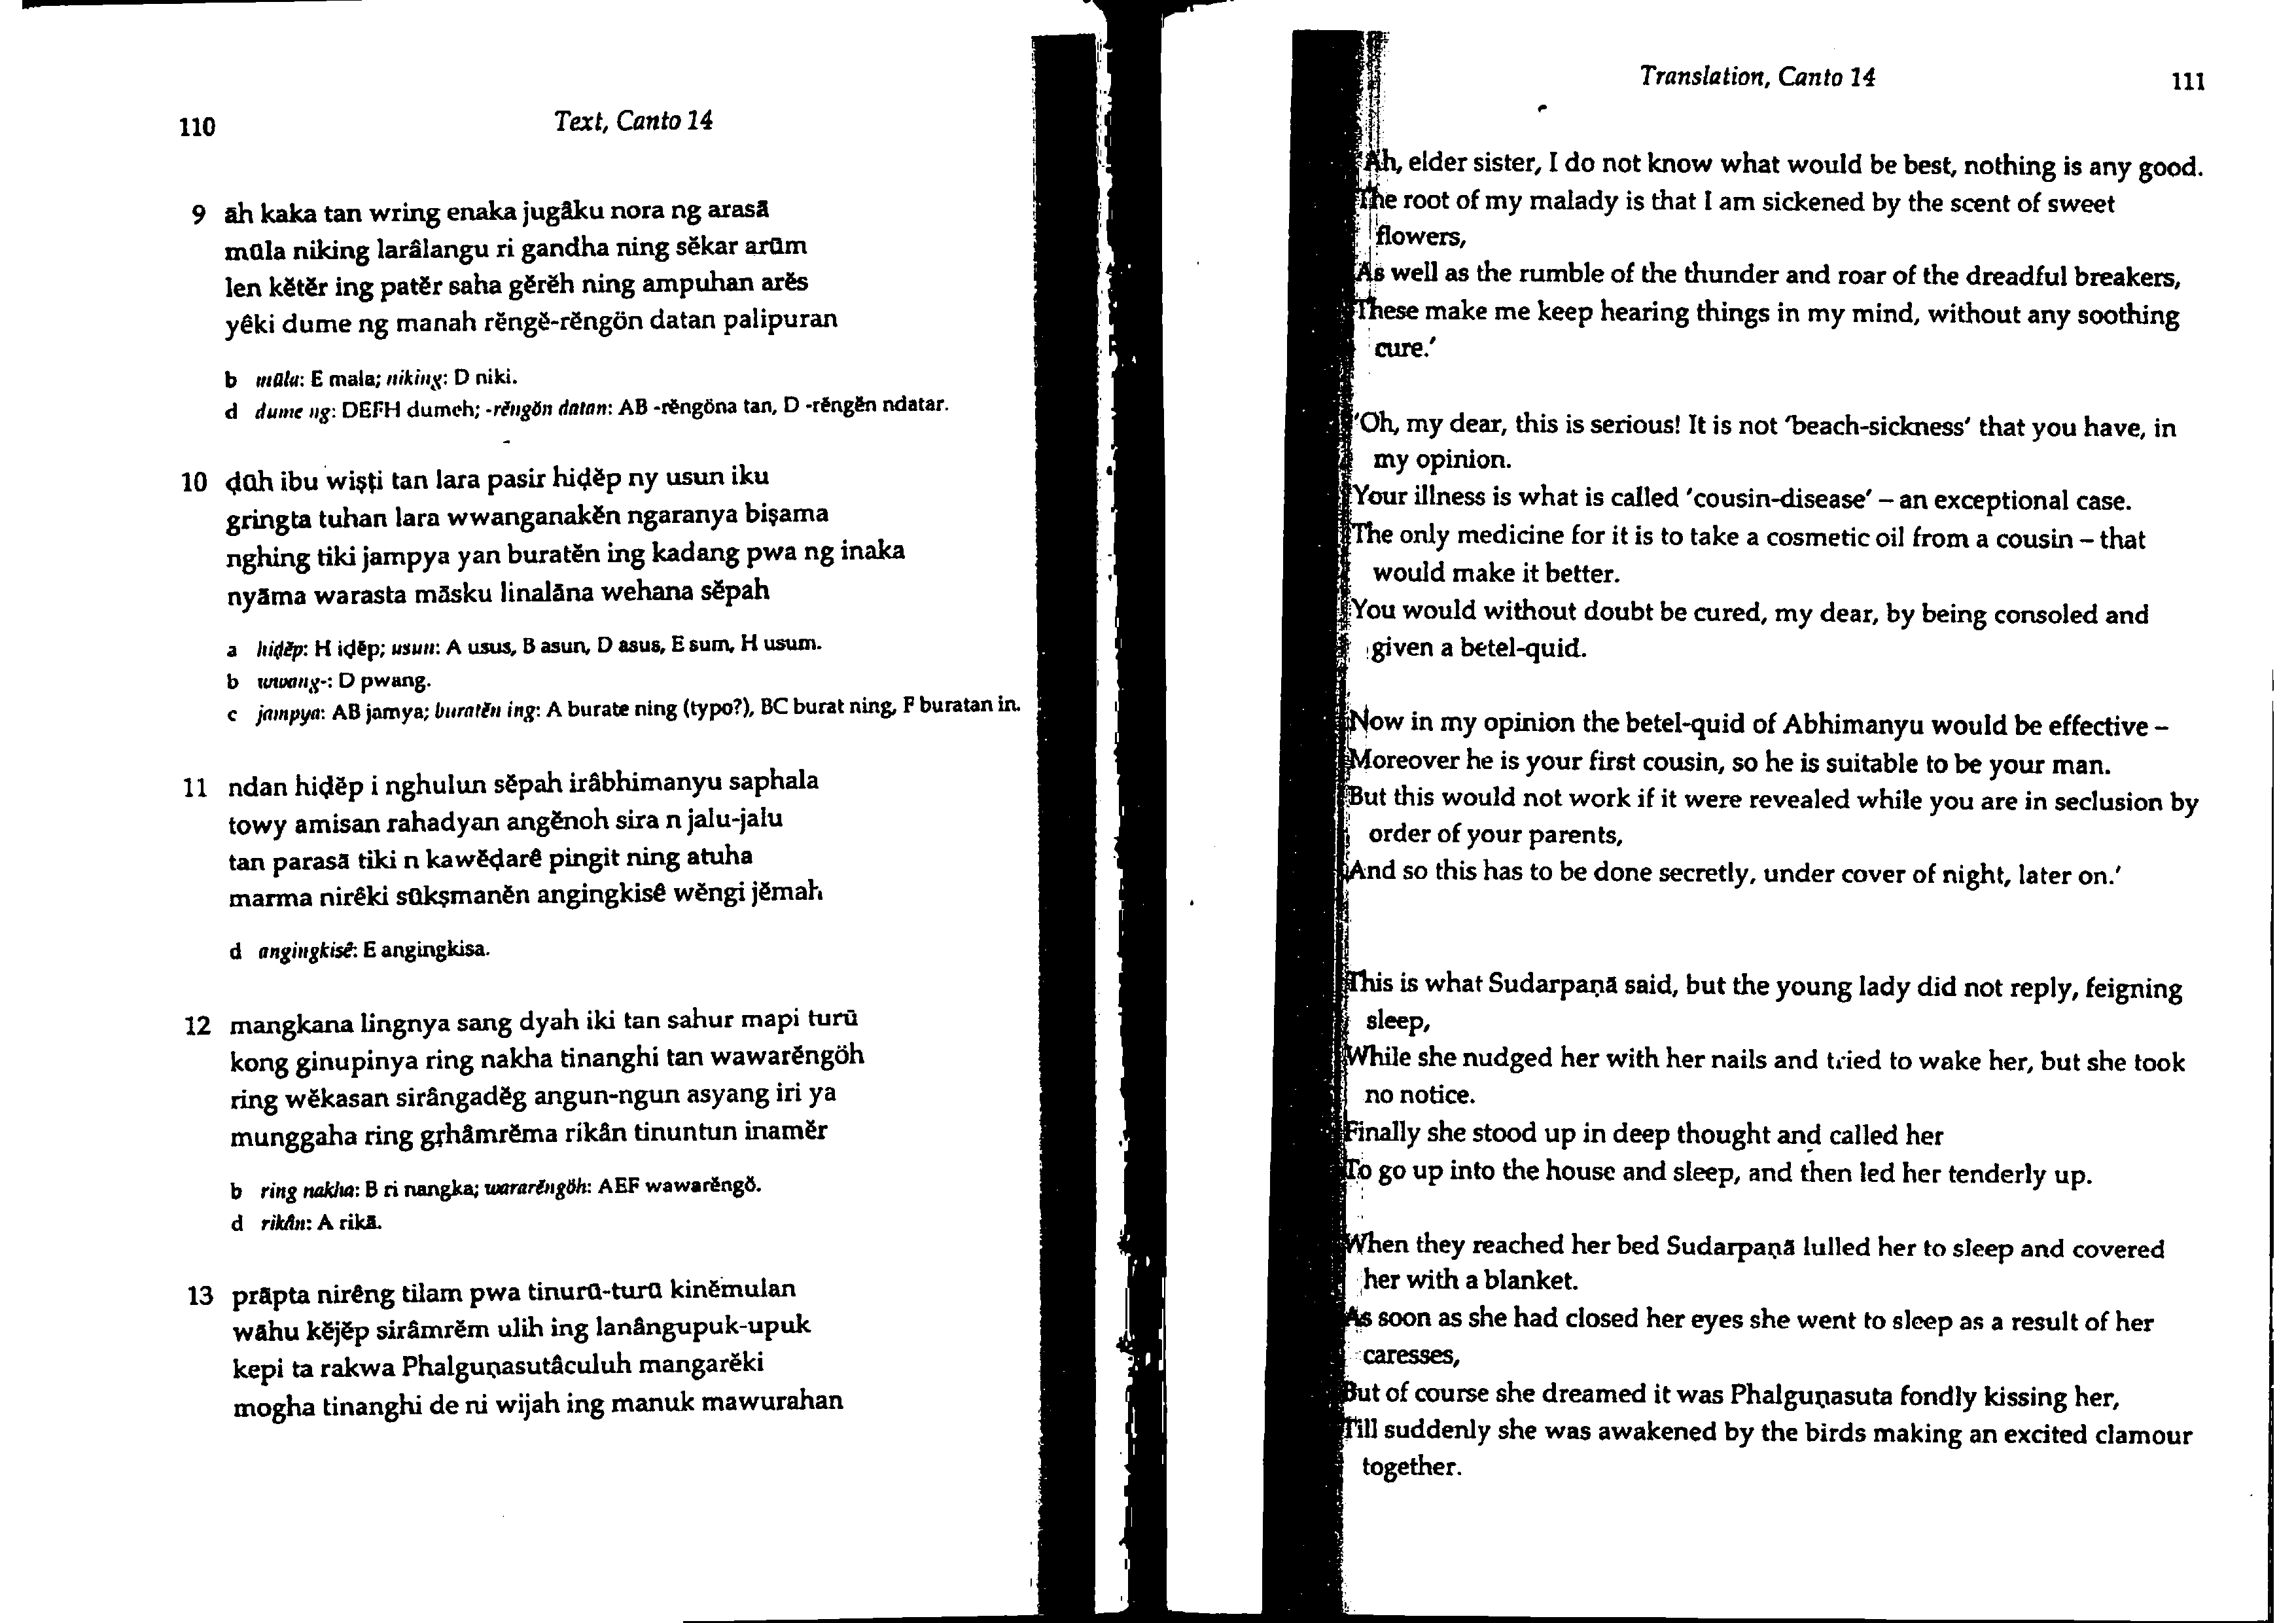 110
Text, Canto 14
9 āh kaka tan wring enaka jugâku nora ng arasā
mūla niking larâlangu ri gandha ning sĕkar arūm
len kĕtĕr ing patĕr saha gĕrĕh ning ampuhan arĕs
yêki dume ng manah rĕngĕ-rĕngön datan palipuran
b mūla: E mala; niking: D niki.
d dume ng: DEFH dumeh; -rĕngön datan: AB -rĕngöna tan, D -rĕngĕn ndatar.
10 ḍūh ibu wiṣṭi tan lara pasir hiḍĕp ny usun iku
gringta tuhan lara wwanganakĕn ngaranya biṣama
nghing tiki jampya yan buratĕn ing kadang pwa ng inaka
nyāma warasta māsku linalāna wehana sĕpah
a hiḍĕp: H iḍĕp; usun: A usus, B asun, D asus, E sum, H usum.
b wwang-: D pwang.
c jampya: AB jamya; buratĕn ing: A burate ning (typo?), BC burat ning, F buratan in.
11 ndan hiḍĕp i nghulun sĕpah irâbhimanyu saphala
towy amisan rahadyan angĕnoh sira n jalu-jalu
tan parasā tiki n kawĕḍarê pingit ning atuha
marma nirêki sūkṣmanĕn angingkisê wĕngi jĕmah
d angingkisê: E angingkisa.
12 mangkana lingnya sang dyah iki tan sahur mapi turū
kong ginupinya ring nakha tinanghi tan wawarĕngöh
ring wĕkasan sirângadĕg angun-ngun asyang iri ya
munggaha ring gṛhâmrĕma rikân tinuntun inamĕr
b ring nakha: B ri nangka; wararĕngöh: AEF wawarĕngö.
d rikân: A rikā.
13 prāpta nirêng tilam pwa tinurū-turū kinĕmulan
wāhu kĕjĕp sirâmrĕm ulih ing lanângupuk-upuk
kepi ta rakwa Phalguṇasutâculuh mangarĕki
mogha tinanghi de ni wijah ing manuk mawurahan
Translation, Canto 14
111
'Ah, elder sister, I do not know what would be best, nothing is any good.
The root of my malady is that I am sickened by the scent of sweet
flowers,
As well as the rumble of the thunder and roar of the dreadful breakers,
These make me keep hearing things in my mind, without any soothing
cure.'
'Oh, my dear, this is serious! It is not 'beach-sickness' that you have, in
my opinion.
Your illness is what is called 'cousin-disease' – an exceptional case.
The only medicine for it is to take a cosmetic oil from a cousin – that
would make it better.
You would without doubt be cured, my dear, by being consoled and
given a betel-quid.
Now in my opinion the betel-quid of Abhimanyu would be effective –
Moreover he is your first cousin, so he is suitable to be your man.
But this would not work if it were revealed while you are in seclusion by
order of your parents,
And so this has to be done secretly, under cover of night, later on.'
This is what Sudarpaṇā said, but the young lady did not reply, feigning
sleep,
While she nudged her with her nails and tried to wake her, but she took
no notice.
Finally she stood up in deep thought and called her
To go up into the house and sleep, and then led her tenderly up.
When they reached her bed Sudarpaṇā lulled her to sleep and covered
her with a blanket.
As soon as she had closed her eyes she went to sleep as a result of her
caresses,
But of course she dreamed it was Phalguṇasuta fondly kissing her,
Till suddenly she was awakened by the birds making an excited clamour
together.